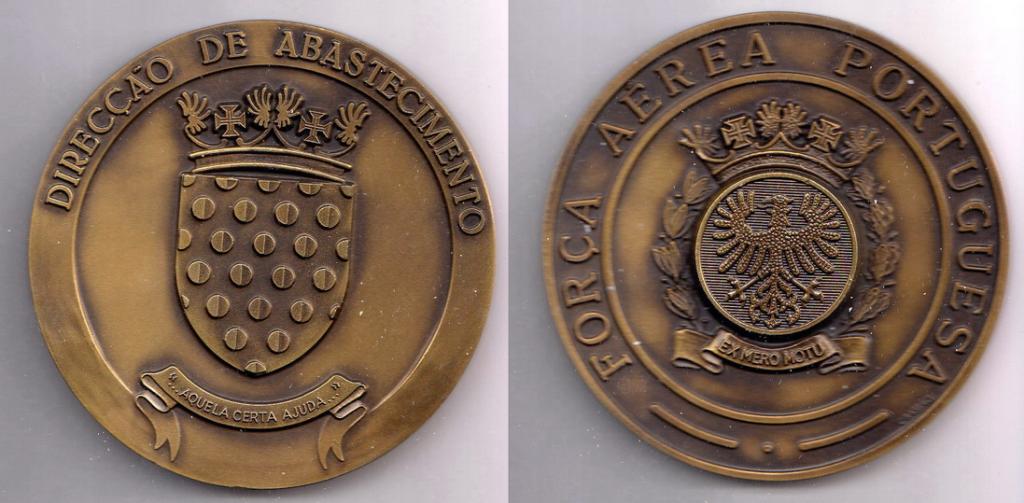 DIRECÇÃO DE ABASTECIMENTO
"...AQUELA CERTA AJUDA..."
FORÇA AÉREA PORTUGUESA
EX MERO MOTU